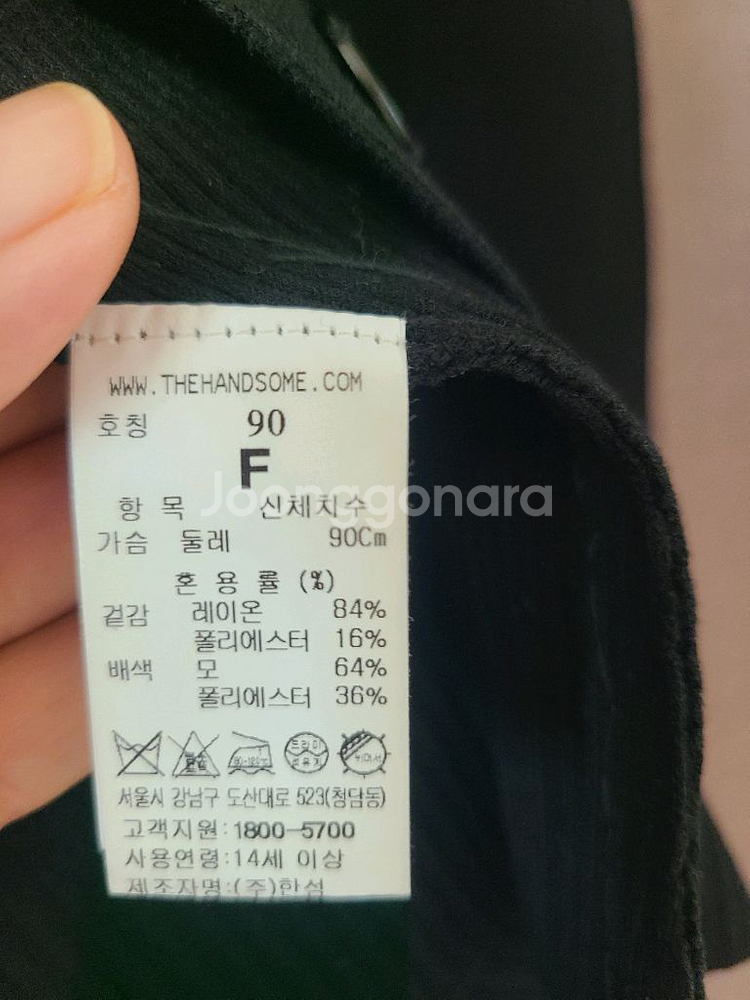 WWW.THEHANDSOME.COM
호칭 90
F
항 목 신체치수
Joonggonara
가슴 둘레 90Cm
혼 용 률 (%)
겉감 레이온 84%
폴리에스터 16%
배색 모 64%
폴리에스터 36%
드라이
서울시 강남구 도산대로 523(청담동)
고객지원:1800-5700
사용연령:14세 이상
제조자명:(주)한섬